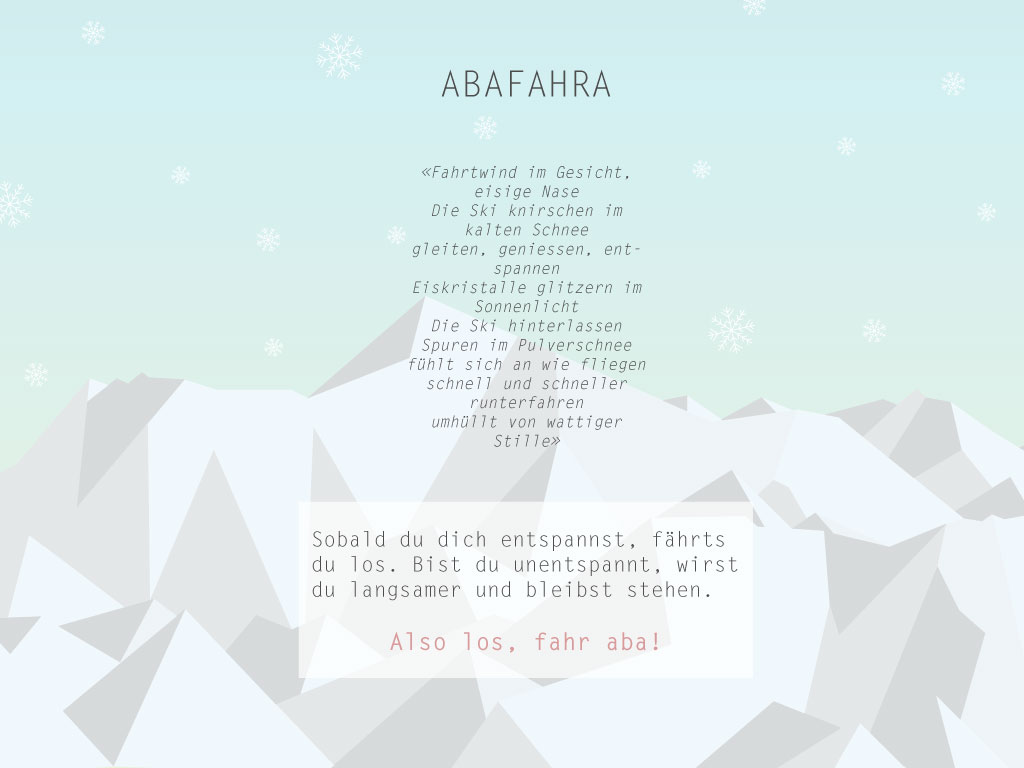 ABAFAHRA
«Fahrtwind im Gesicht,
eisige Nase
Die Ski knirschen im
kalten Schnee
gleiten, geniessen, ent-
spannen
Eiskristalle glitzern im
Sonnenlicht
Die Ski hinterlassen
Spuren im Pulverschnee
fühlt sich an wie fliegen
schnell und schneller
runterfahren
umhüllt von wattiger
Stille»
Sobald du dich entspannst, fährts
du los. Bist du unentspannt, wirst
du langsamer und bleibst stehen.
Also los, fahr aba!